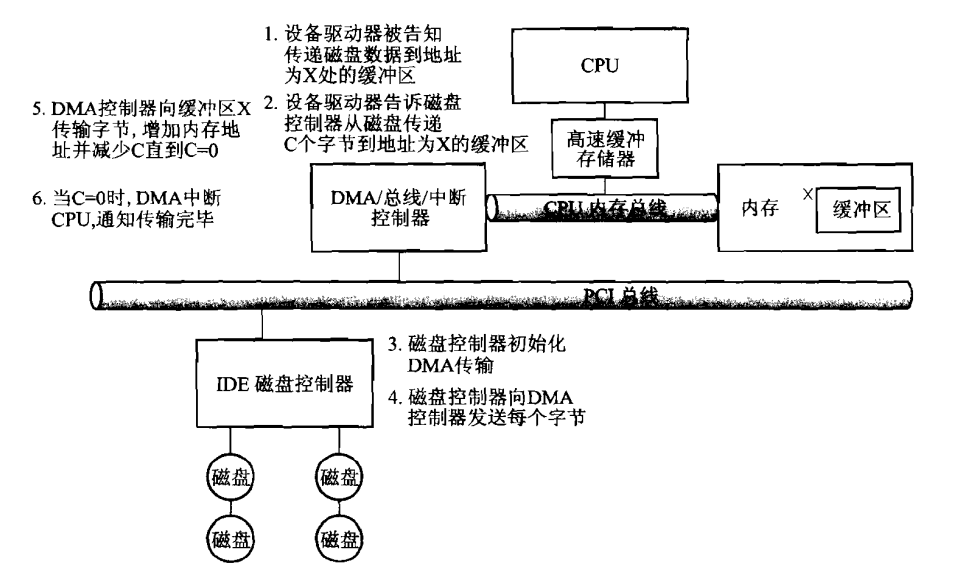 1. 设备驱动器被告知
传递磁盘数据到地址
为X处的缓冲区
2. 设备驱动器告诉磁盘
控制器从磁盘传递
C个字节到地址为X的缓冲区
5. DMA控制器向缓冲区X
传输字节, 增加内存地
址并减少C直到C=0
6. 当C=0时, DMA中断
CPU,通知传输完毕
CPU
高速缓冲
存储器
DMA/总线/中断
控制器
CPU 内存总线
内存
X
缓冲区
PCI 总线
IDE 磁盘控制器
3. 磁盘控制器初始化
DMA传输
4. 磁盘控制器向DMA
控制器发送每个字节
磁盘
磁盘
磁盘
磁盘